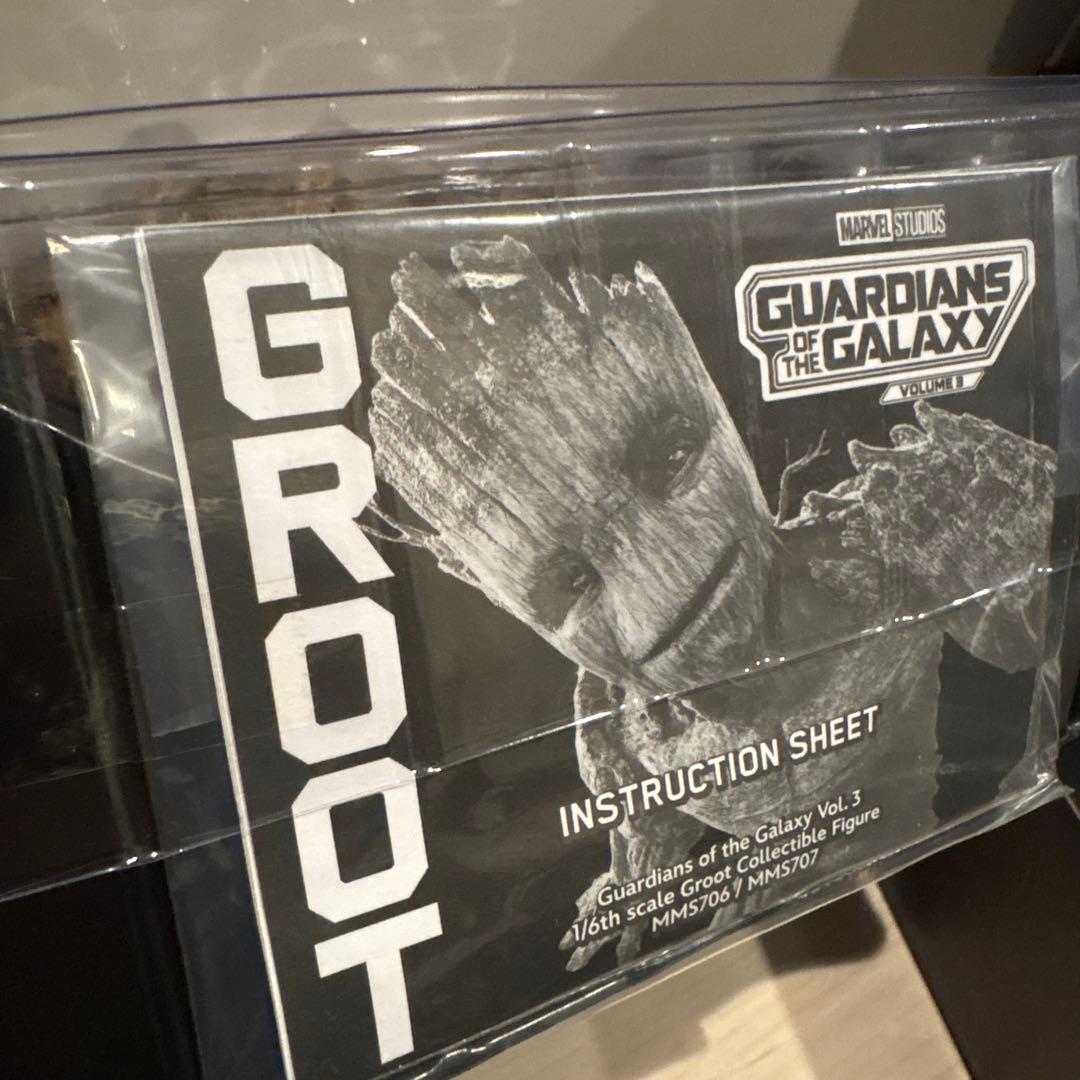 GROOT
MARVEL STUDIOS
GUARDIANS
OF THE GALAXY
VOLUME 3
INSTRUCTION SHEET
Guardians of the Galaxy Vol. 3
1/6th scale Groot Collectible Figure
MMS706 / MMS707